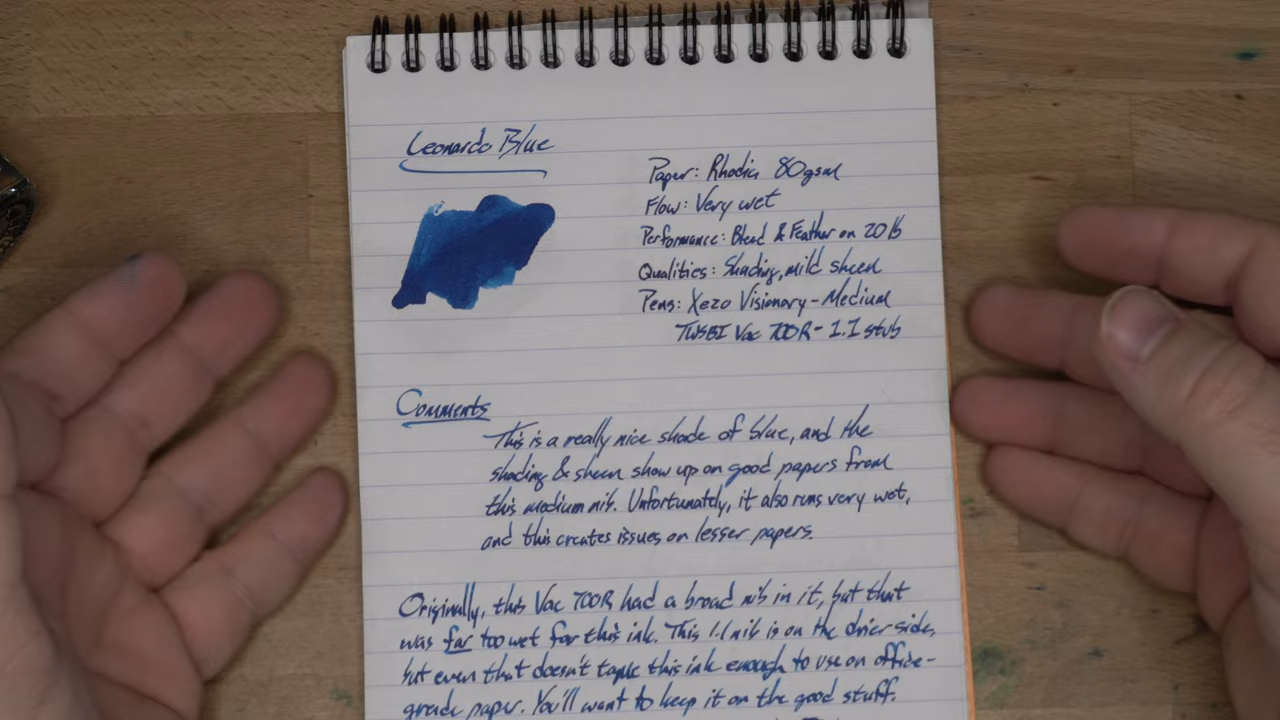 Leonardo Blue
Paper: Rhodia 80gsm
Flow: Very wet
Performance: Bleed & Feather on 20 lb
Qualities: Shading, mild sheen
Pens: Xezo Visionary - Medium
TWSBI Vac 700R - 1.1 stub
Comments
This is a really nice shade of blue, and the
shading & sheen show up on good papers from
this medium nib. Unfortunately, it also runs very wet,
and this creates issues on lesser papers.
Originally, this Vac 700R had a broad nib in it, but that
was far too wet for this ink. This 1.1 nib is on the drier side,
but even that doesn't tame this ink enough to use on office-
grade paper. You'll want to keep it on the good stuff.